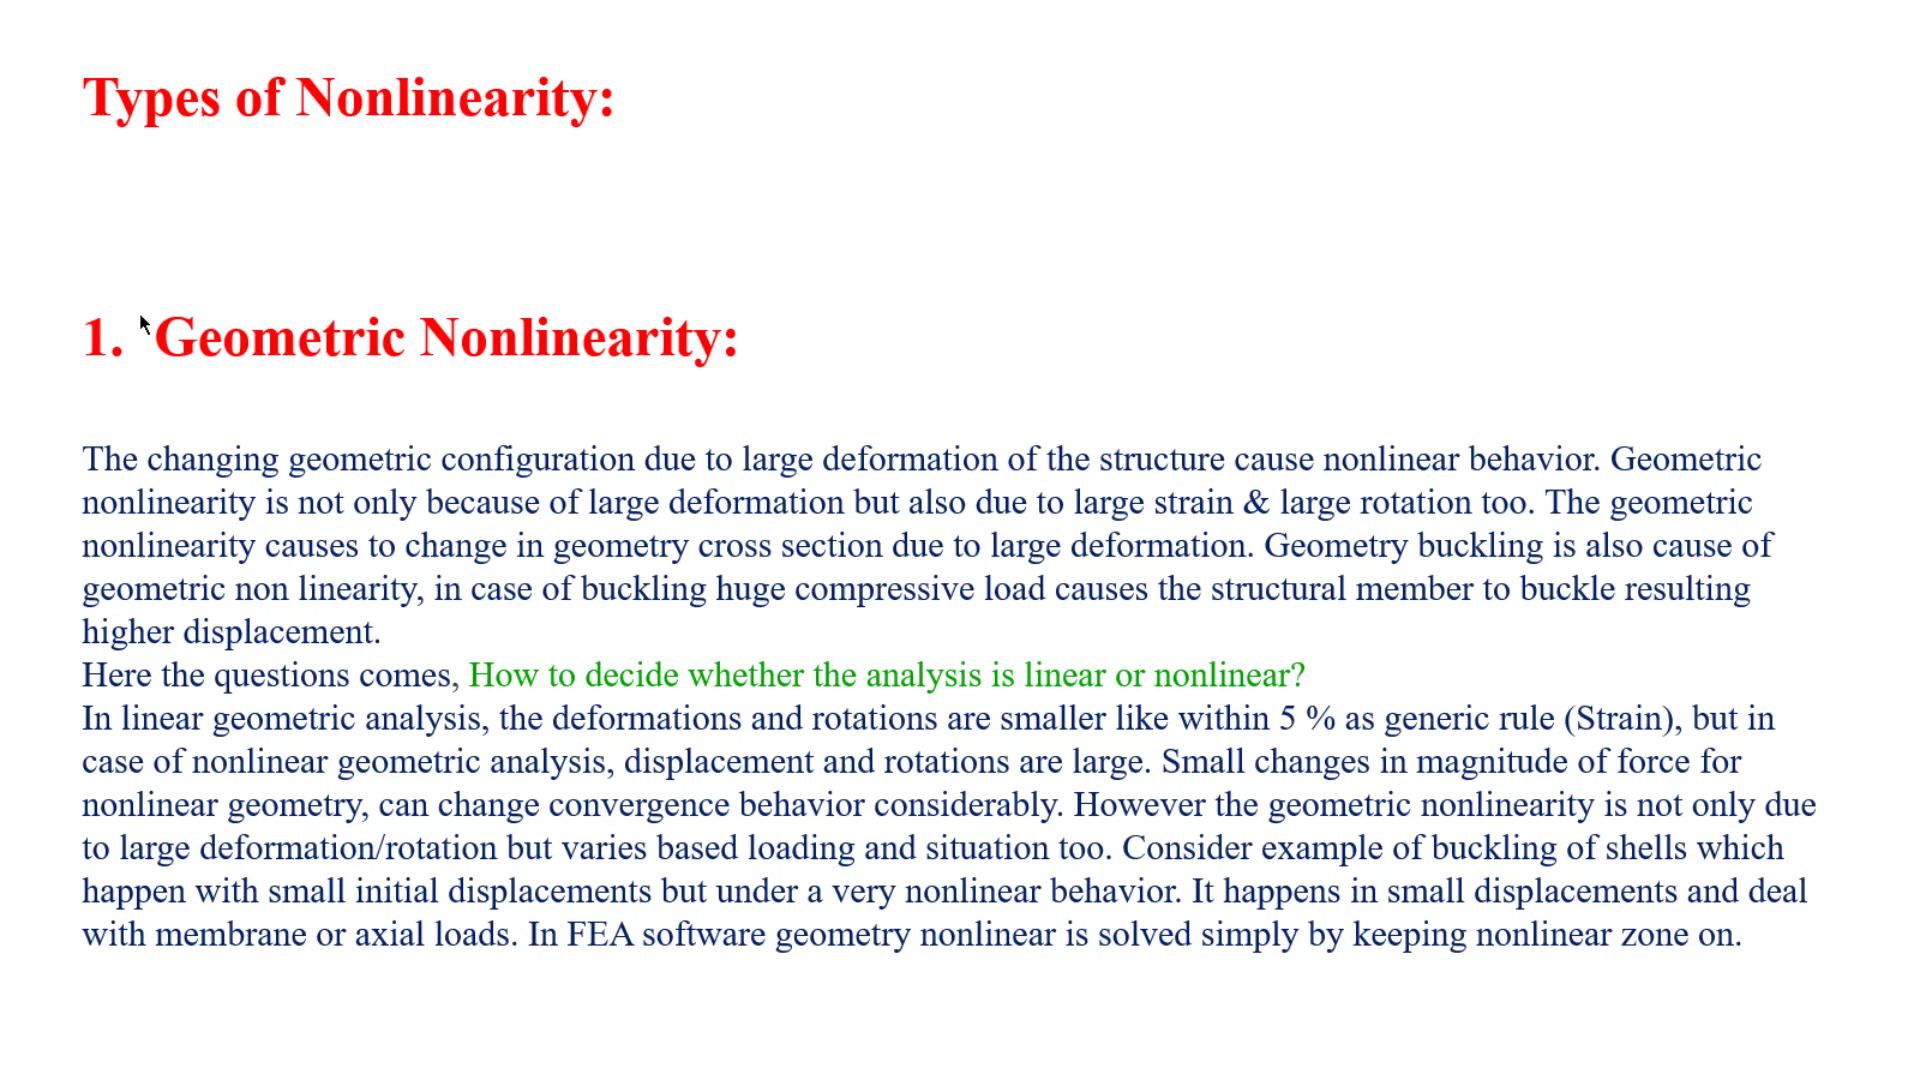 Types of Nonlinearity:
1. Geometric Nonlinearity:
The changing geometric configuration due to large deformation of the structure cause nonlinear behavior. Geometric
nonlinearity is not only because of large deformation but also due to large strain & large rotation too. The geometric
nonlinearity causes to change in geometry cross section due to large deformation. Geometry buckling is also cause of
geometric non linearity, in case of buckling huge compressive load causes the structural member to buckle resulting
higher displacement.
Here the questions comes, How to decide whether the analysis is linear or nonlinear?
In linear geometric analysis, the deformations and rotations are smaller like within 5 % as generic rule (Strain), but in
case of nonlinear geometric analysis, displacement and rotations are large. Small changes in magnitude of force for
nonlinear geometry, can change convergence behavior considerably. However the geometric nonlinearity is not only due
to large deformation/rotation but varies based loading and situation too. Consider example of buckling of shells which
happen with small initial displacements but under a very nonlinear behavior. It happens in small displacements and deal
with membrane or axial loads. In FEA software geometry nonlinear is solved simply by keeping nonlinear zone on.